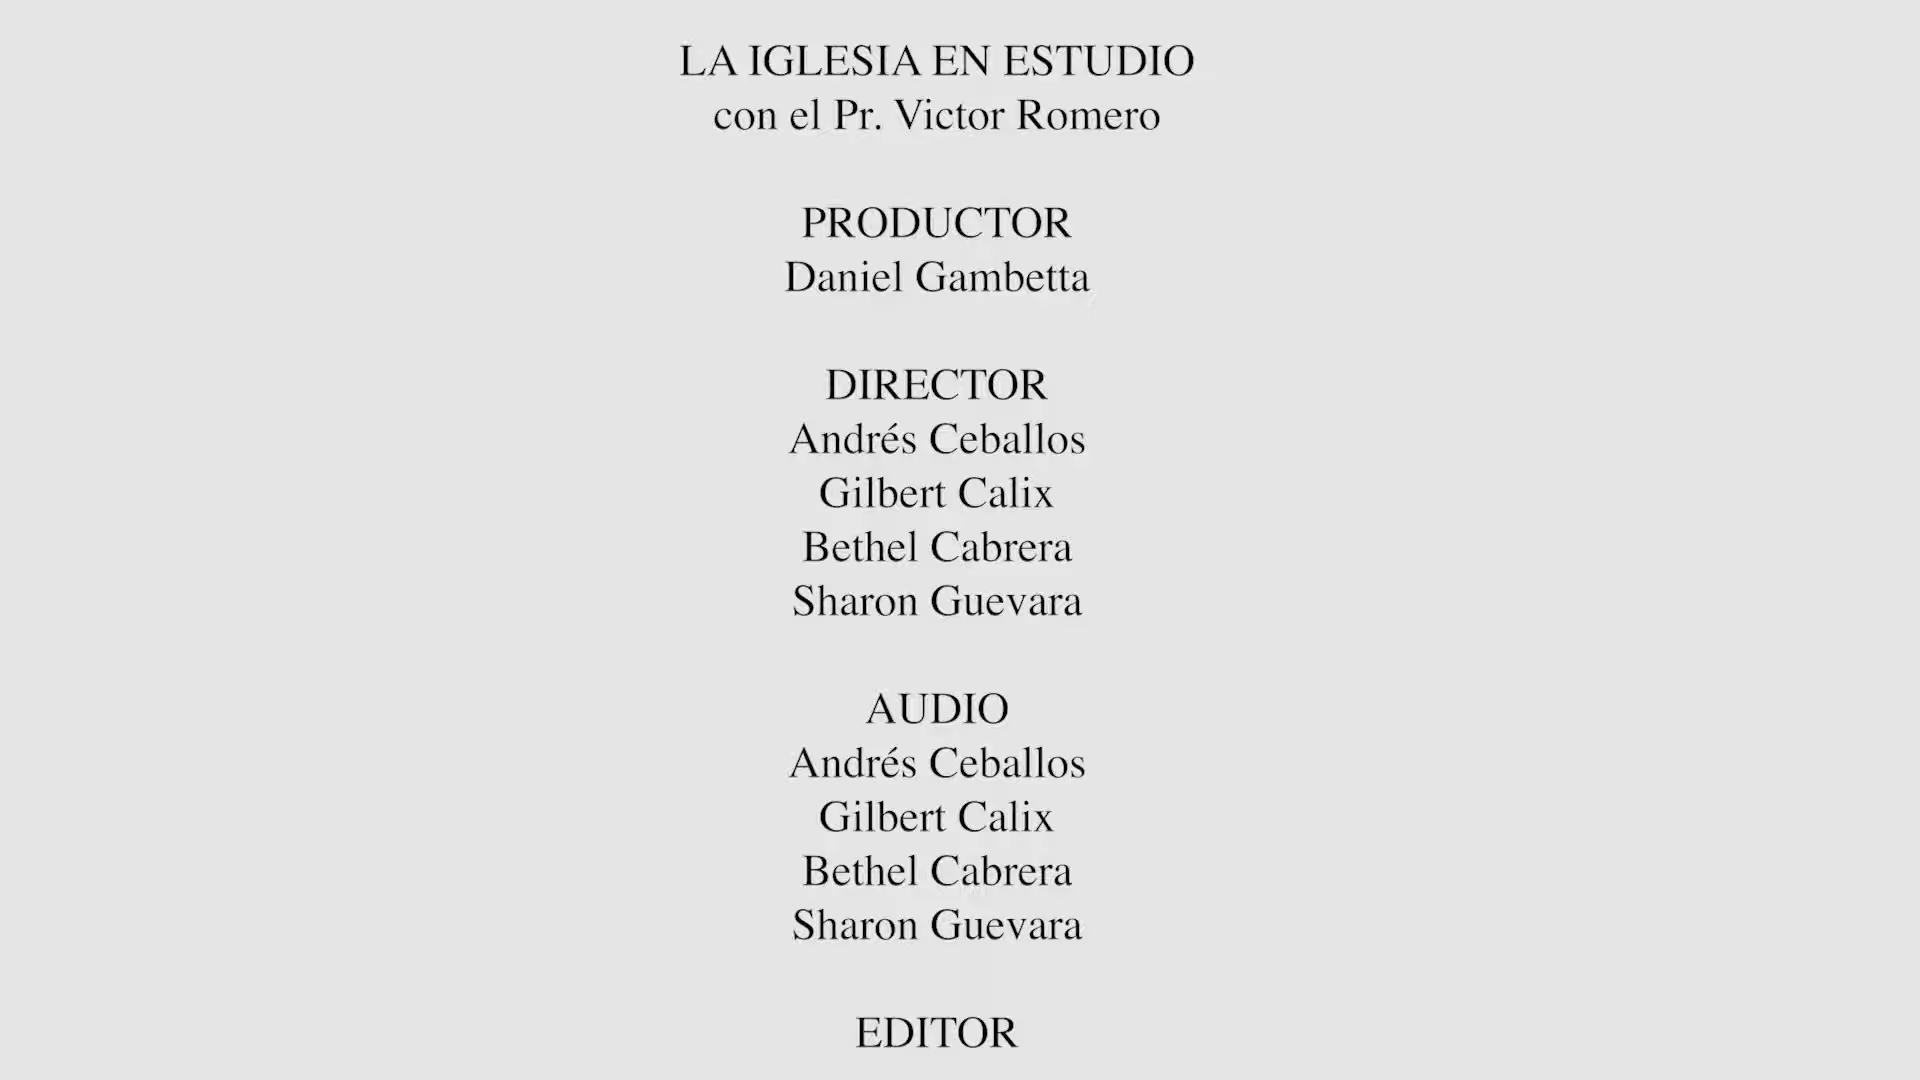 LA IGLESIA EN ESTUDIO
con el Pr. Victor Romero
PRODUCTOR
Daniel Gambetta
DIRECTOR
Andrés Ceballos
Gilbert Calix
Bethel Cabrera
Sharon Guevara
AUDIO
Andrés Ceballos
Gilbert Calix
Bethel Cabrera
Sharon Guevara
EDITOR